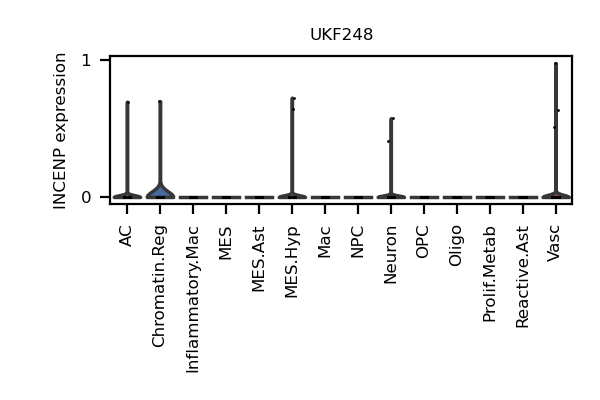 UKF248
INCENP expression
1
0
AC
Chromatin.Reg
Inflammatory.Mac
MES
MES.Ast
MES.Hyp
Mac
NPC
Neuron
OPC
Oligo
Prolif.Metab
Reactive.Ast
Vasc